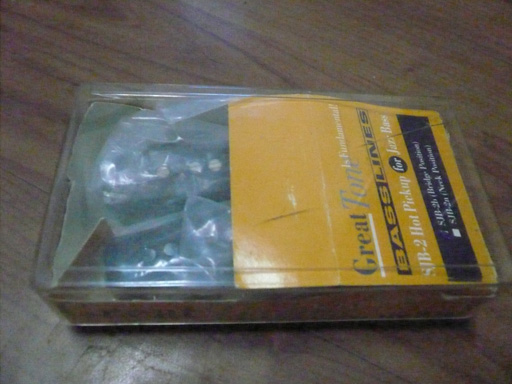 Great Tone Fundamental!
BASSLINES
SJB-2 Hot Pickup for Jazz Bass
SJB-2b (Bridge Position)
SJB-2n (Neck Position)